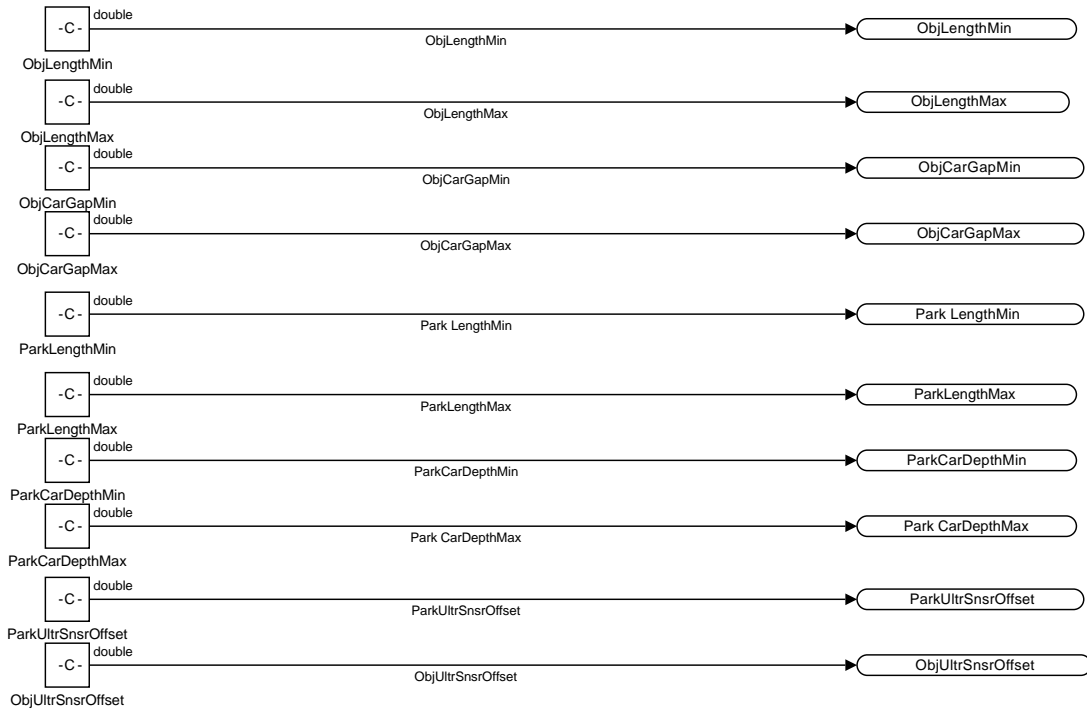 double
-C-
ObjLengthMin
ObjLengthMin
ObjLengthMin
double
-C-
ObjLengthMax
ObjLengthMax
ObjLengthMax
double
-C-
ObjCarGapMin
ObjCarGapMin
ObjCarGapMin
double
-C-
ObjCarGapMax
ObjCarGapMax
ObjCarGapMax
double
-C-
Park LengthMin
Park LengthMin
ParkLengthMin
double
-C-
ParkLengthMax
ParkLengthMax
ParkLengthMax
double
-C-
ParkCarDepthMin
ParkCarDepthMin
ParkCarDepthMin
double
-C-
Park CarDepthMax
Park CarDepthMax
ParkCarDepthMax
double
-C-
ParkUltrSnsrOffset
ParkUltrSnsrOffset
ParkUltrSnsrOffset
double
-C-
ObjUltrSnsrOffset
ObjUltrSnsrOffset
ObjUltrSnsrOffset